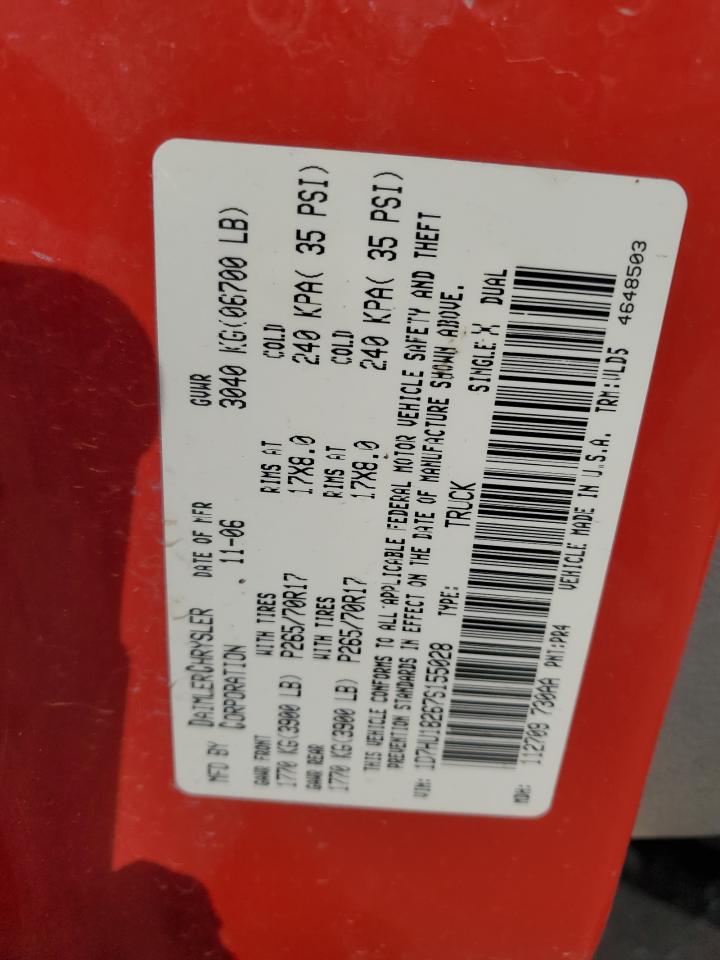 MFD BY DAIMLERCHRYSLER DATE OF MFR GVWR
CORPORATION 11-06 3040 KG(06700 LB)
GAWR FRONT WITH TIRES RIMS AT COLD
1770 KG(3900 LB) P265/70R17 17X8.0 240 KPA( 35 PSI)
GAWR REAR WITH TIRES RIMS AT COLD
1770 KG(3900 LB) P265/70R17 17X8.0 240 KPA( 35 PSI)
THIS VEHICLE CONFORMS TO ALL APPLICABLE FEDERAL MOTOR VEHICLE SAFETY AND THEFT
PREVENTION STANDARDS IN EFFECT ON THE DATE OF MANUFACTURE SHOWN ABOVE.
VIN: 1D7HU18267S155028 TYPE: TRUCK SINGLE X DUAL
MDH: 112709 730AA PNT:PR4 VEHICLE MADE IN U.S.A. TRM: VLD5 4648503